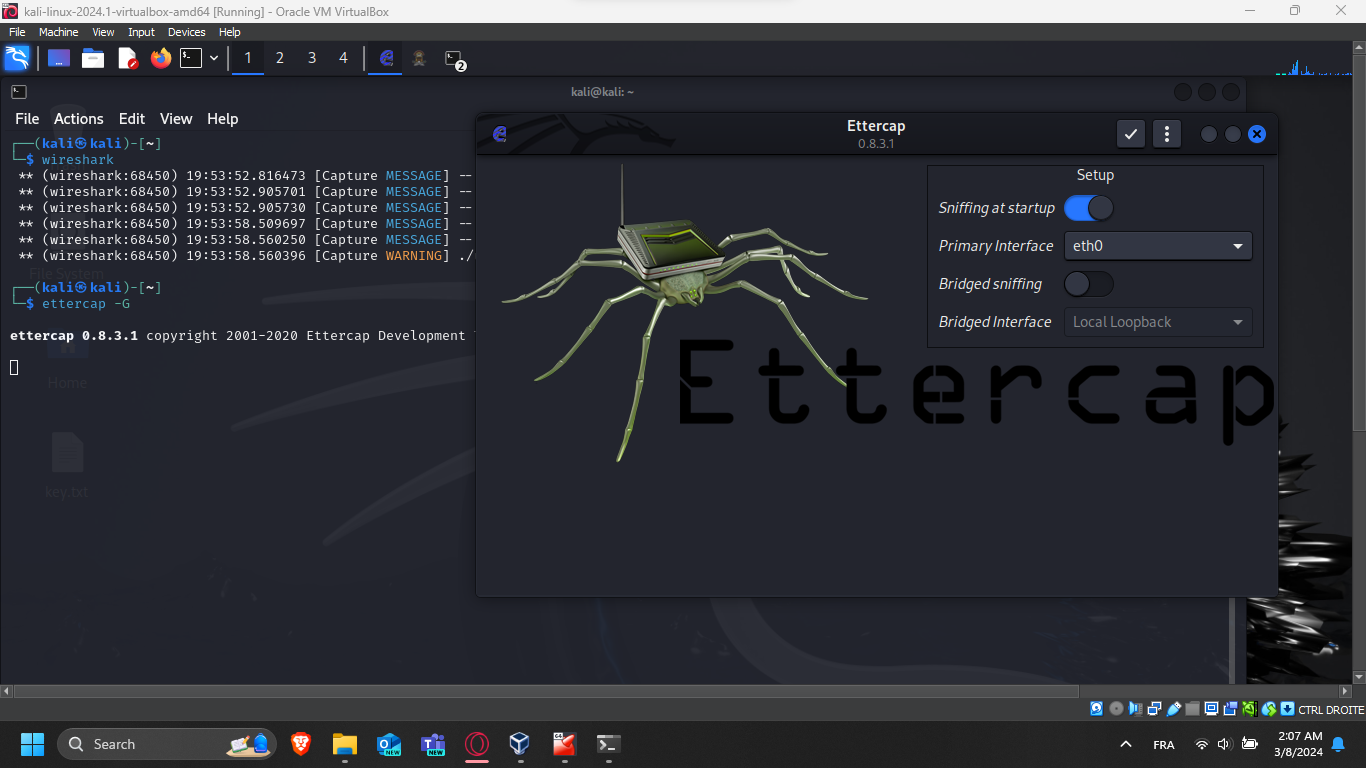 kali-linux-2024.1-virtualbox-amd64 [Running] - Oracle VM VirtualBox
File Machine View Input Devices Help
1 2 3 4 2
kali@kali: ~
File Actions Edit View Help
┌──(kali㉿kali)-[~]
└─$ wireshark
** (wireshark:68450) 19:53:52.816473 [Capture MESSAGE] --
** (wireshark:68450) 19:53:52.905701 [Capture MESSAGE] --
** (wireshark:68450) 19:53:52.905730 [Capture MESSAGE] --
** (wireshark:68450) 19:53:58.509697 [Capture MESSAGE] --
** (wireshark:68450) 19:53:58.560250 [Capture MESSAGE] --
** (wireshark:68450) 19:53:58.560396 [Capture WARNING] ./
File System
┌──(kali㉿kali)-[~]
└─$ ettercap -G
ettercap 0.8.3.1 copyright 2001-2020 Ettercap Development
Home
key.txt
Ettercap
0.8.3.1
Setup
Sniffing at startup
Primary Interface eth0
Bridged sniffing
Bridged Interface Local Loopback
Ettercap
CTRL DROITE
Search
NEW
NEW
64
FRA
2:07 AM
3/8/2024